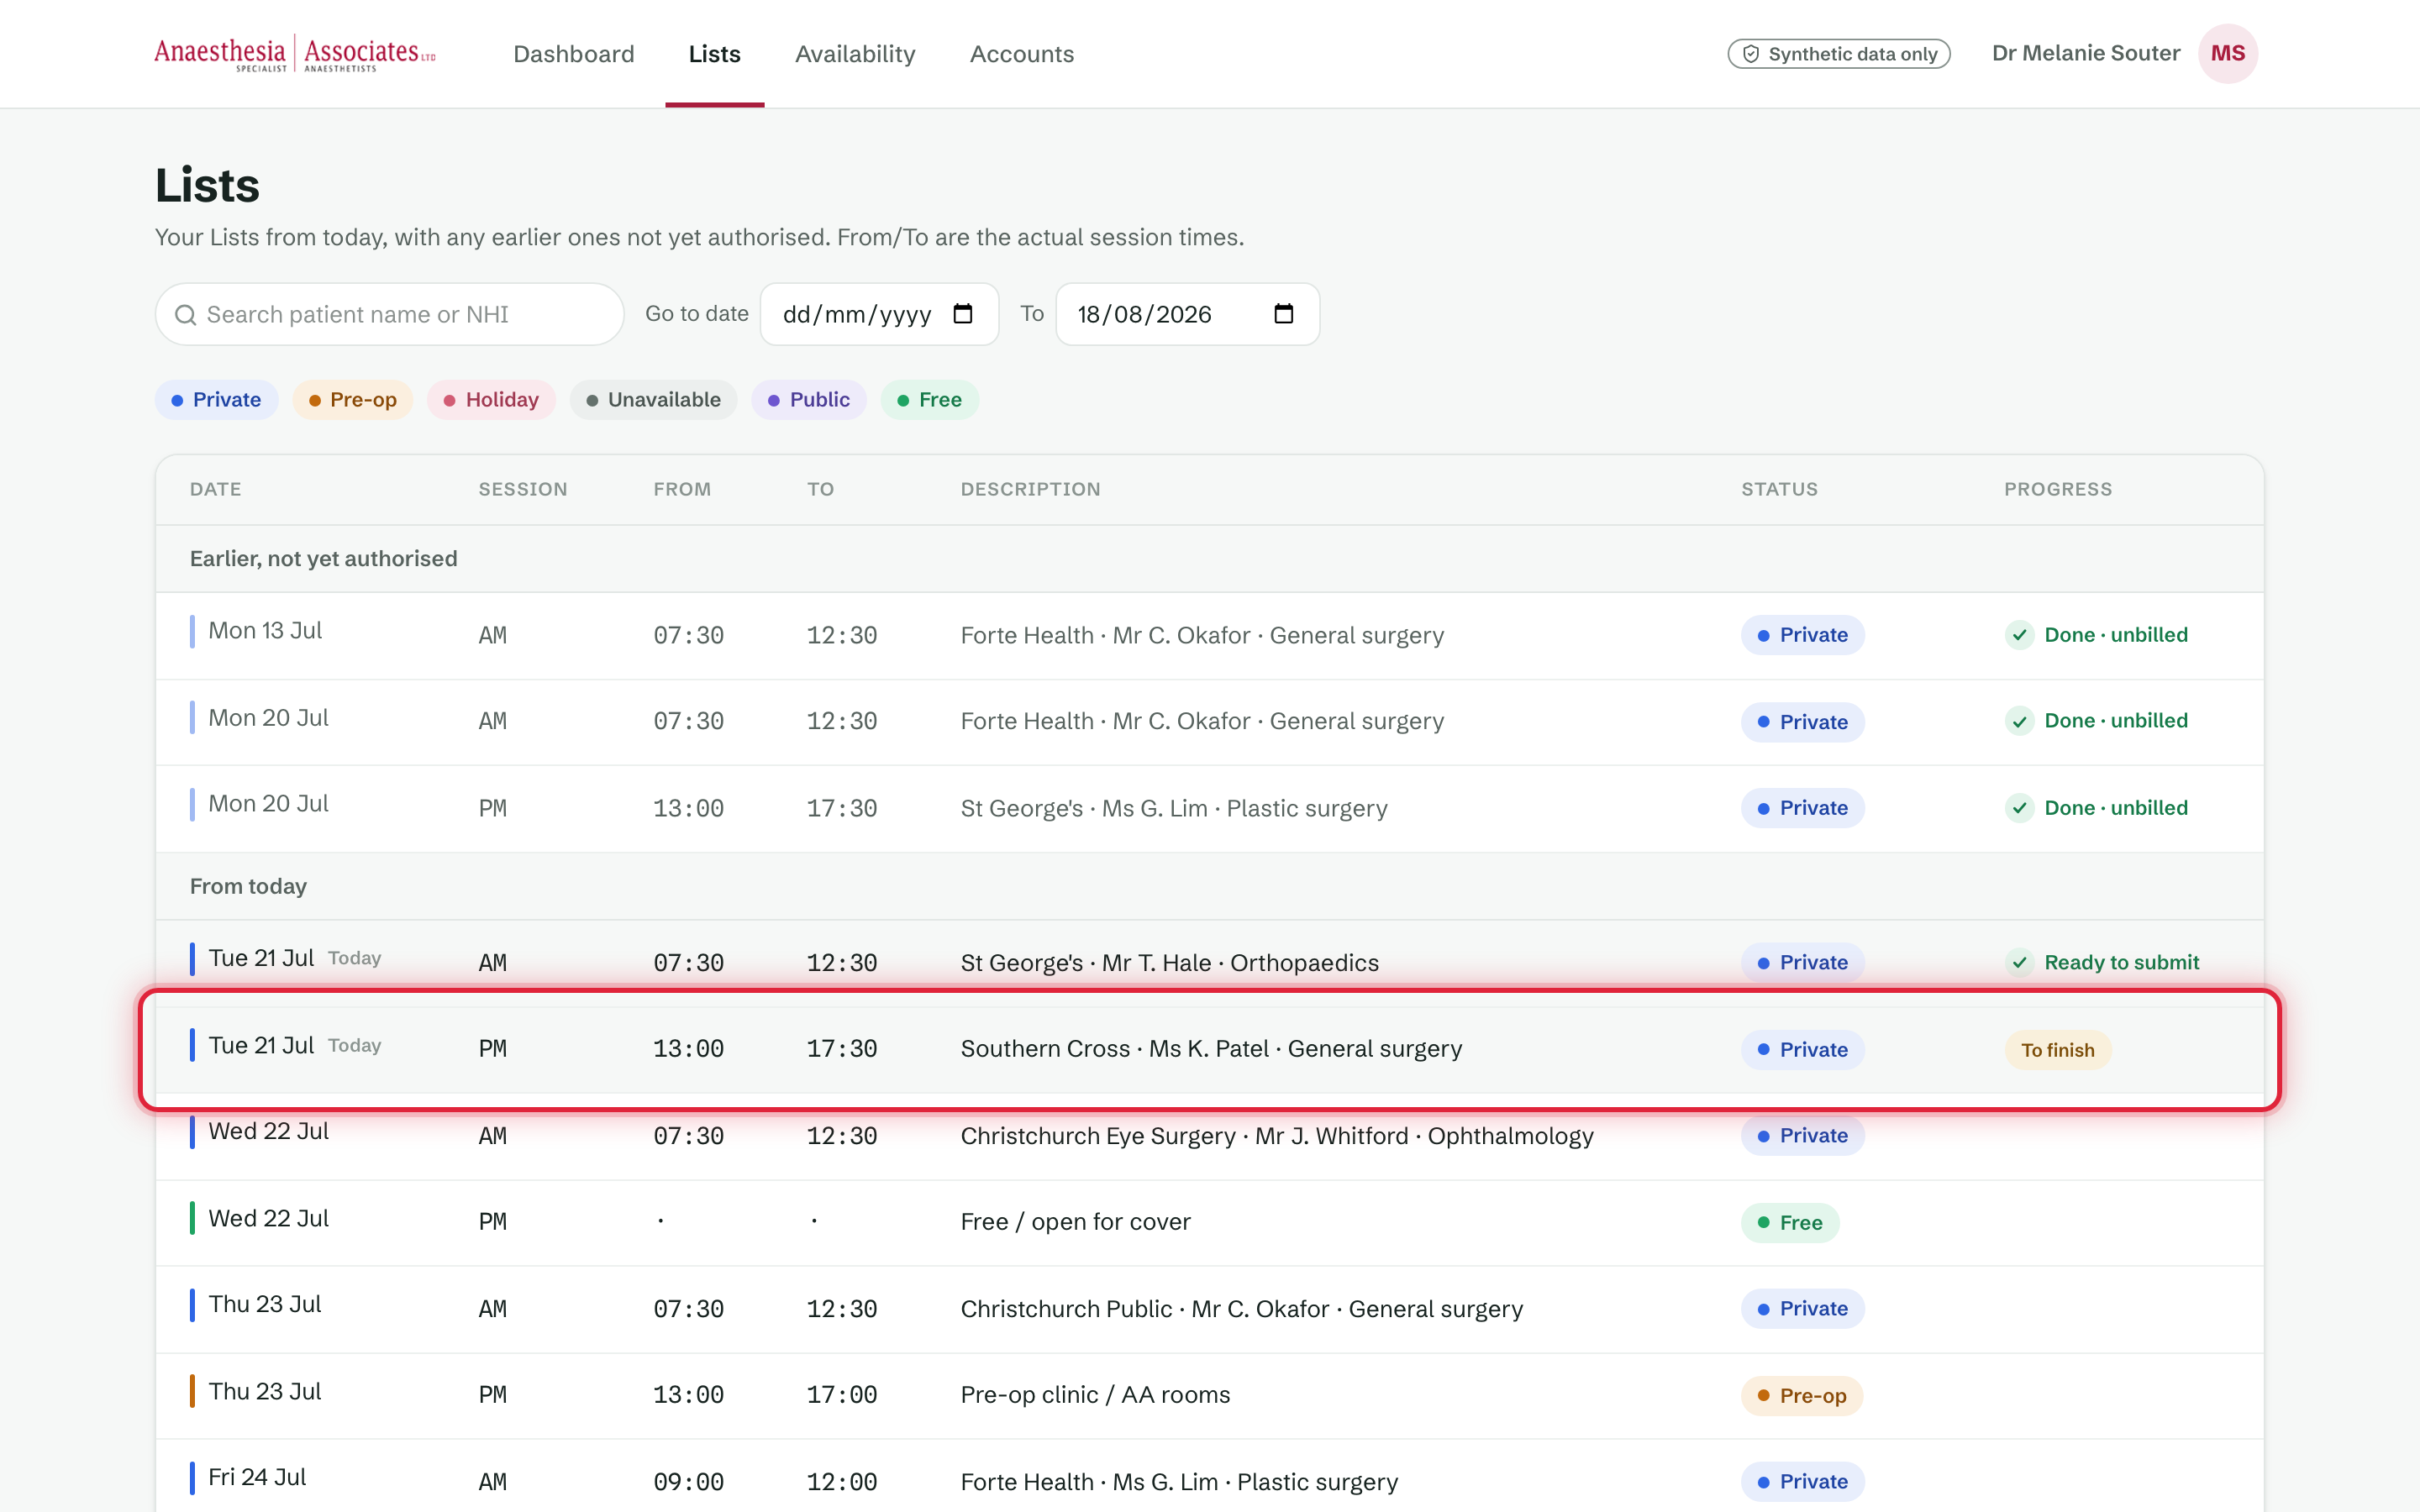 Anaesthesia Associates LTD
SPECIALIST ANAESTHETISTS
Dashboard Lists Availability Accounts
Synthetic data only
Dr Melanie Souter MS
Lists
Your Lists from today, with any earlier ones not yet authorised. From/To are the actual session times.
Search patient name or NHI Go to date dd/mm/yyyy To 18/08/2026
Private Pre-op Holiday Unavailable Public Free
DATE SESSION FROM TO DESCRIPTION STATUS PROGRESS
Earlier, not yet authorised
Mon 13 Jul AM 07:30 12:30 Forte Health · Mr C. Okafor · General surgery Private Done · unbilled
Mon 20 Jul AM 07:30 12:30 Forte Health · Mr C. Okafor · General surgery Private Done · unbilled
Mon 20 Jul PM 13:00 17:30 St George's · Ms G. Lim · Plastic surgery Private Done · unbilled
From today
Tue 21 Jul Today AM 07:30 12:30 St George's · Mr T. Hale · Orthopaedics Private Ready to submit
Tue 21 Jul Today PM 13:00 17:30 Southern Cross · Ms K. Patel · General surgery Private To finish
Wed 22 Jul AM 07:30 12:30 Christchurch Eye Surgery · Mr J. Whitford · Ophthalmology Private
Wed 22 Jul PM · · Free / open for cover Free
Thu 23 Jul AM 07:30 12:30 Christchurch Public · Mr C. Okafor · General surgery Private
Thu 23 Jul PM 13:00 17:00 Pre-op clinic / AA rooms Pre-op
Fri 24 Jul AM 09:00 12:00 Forte Health · Ms G. Lim · Plastic surgery Private